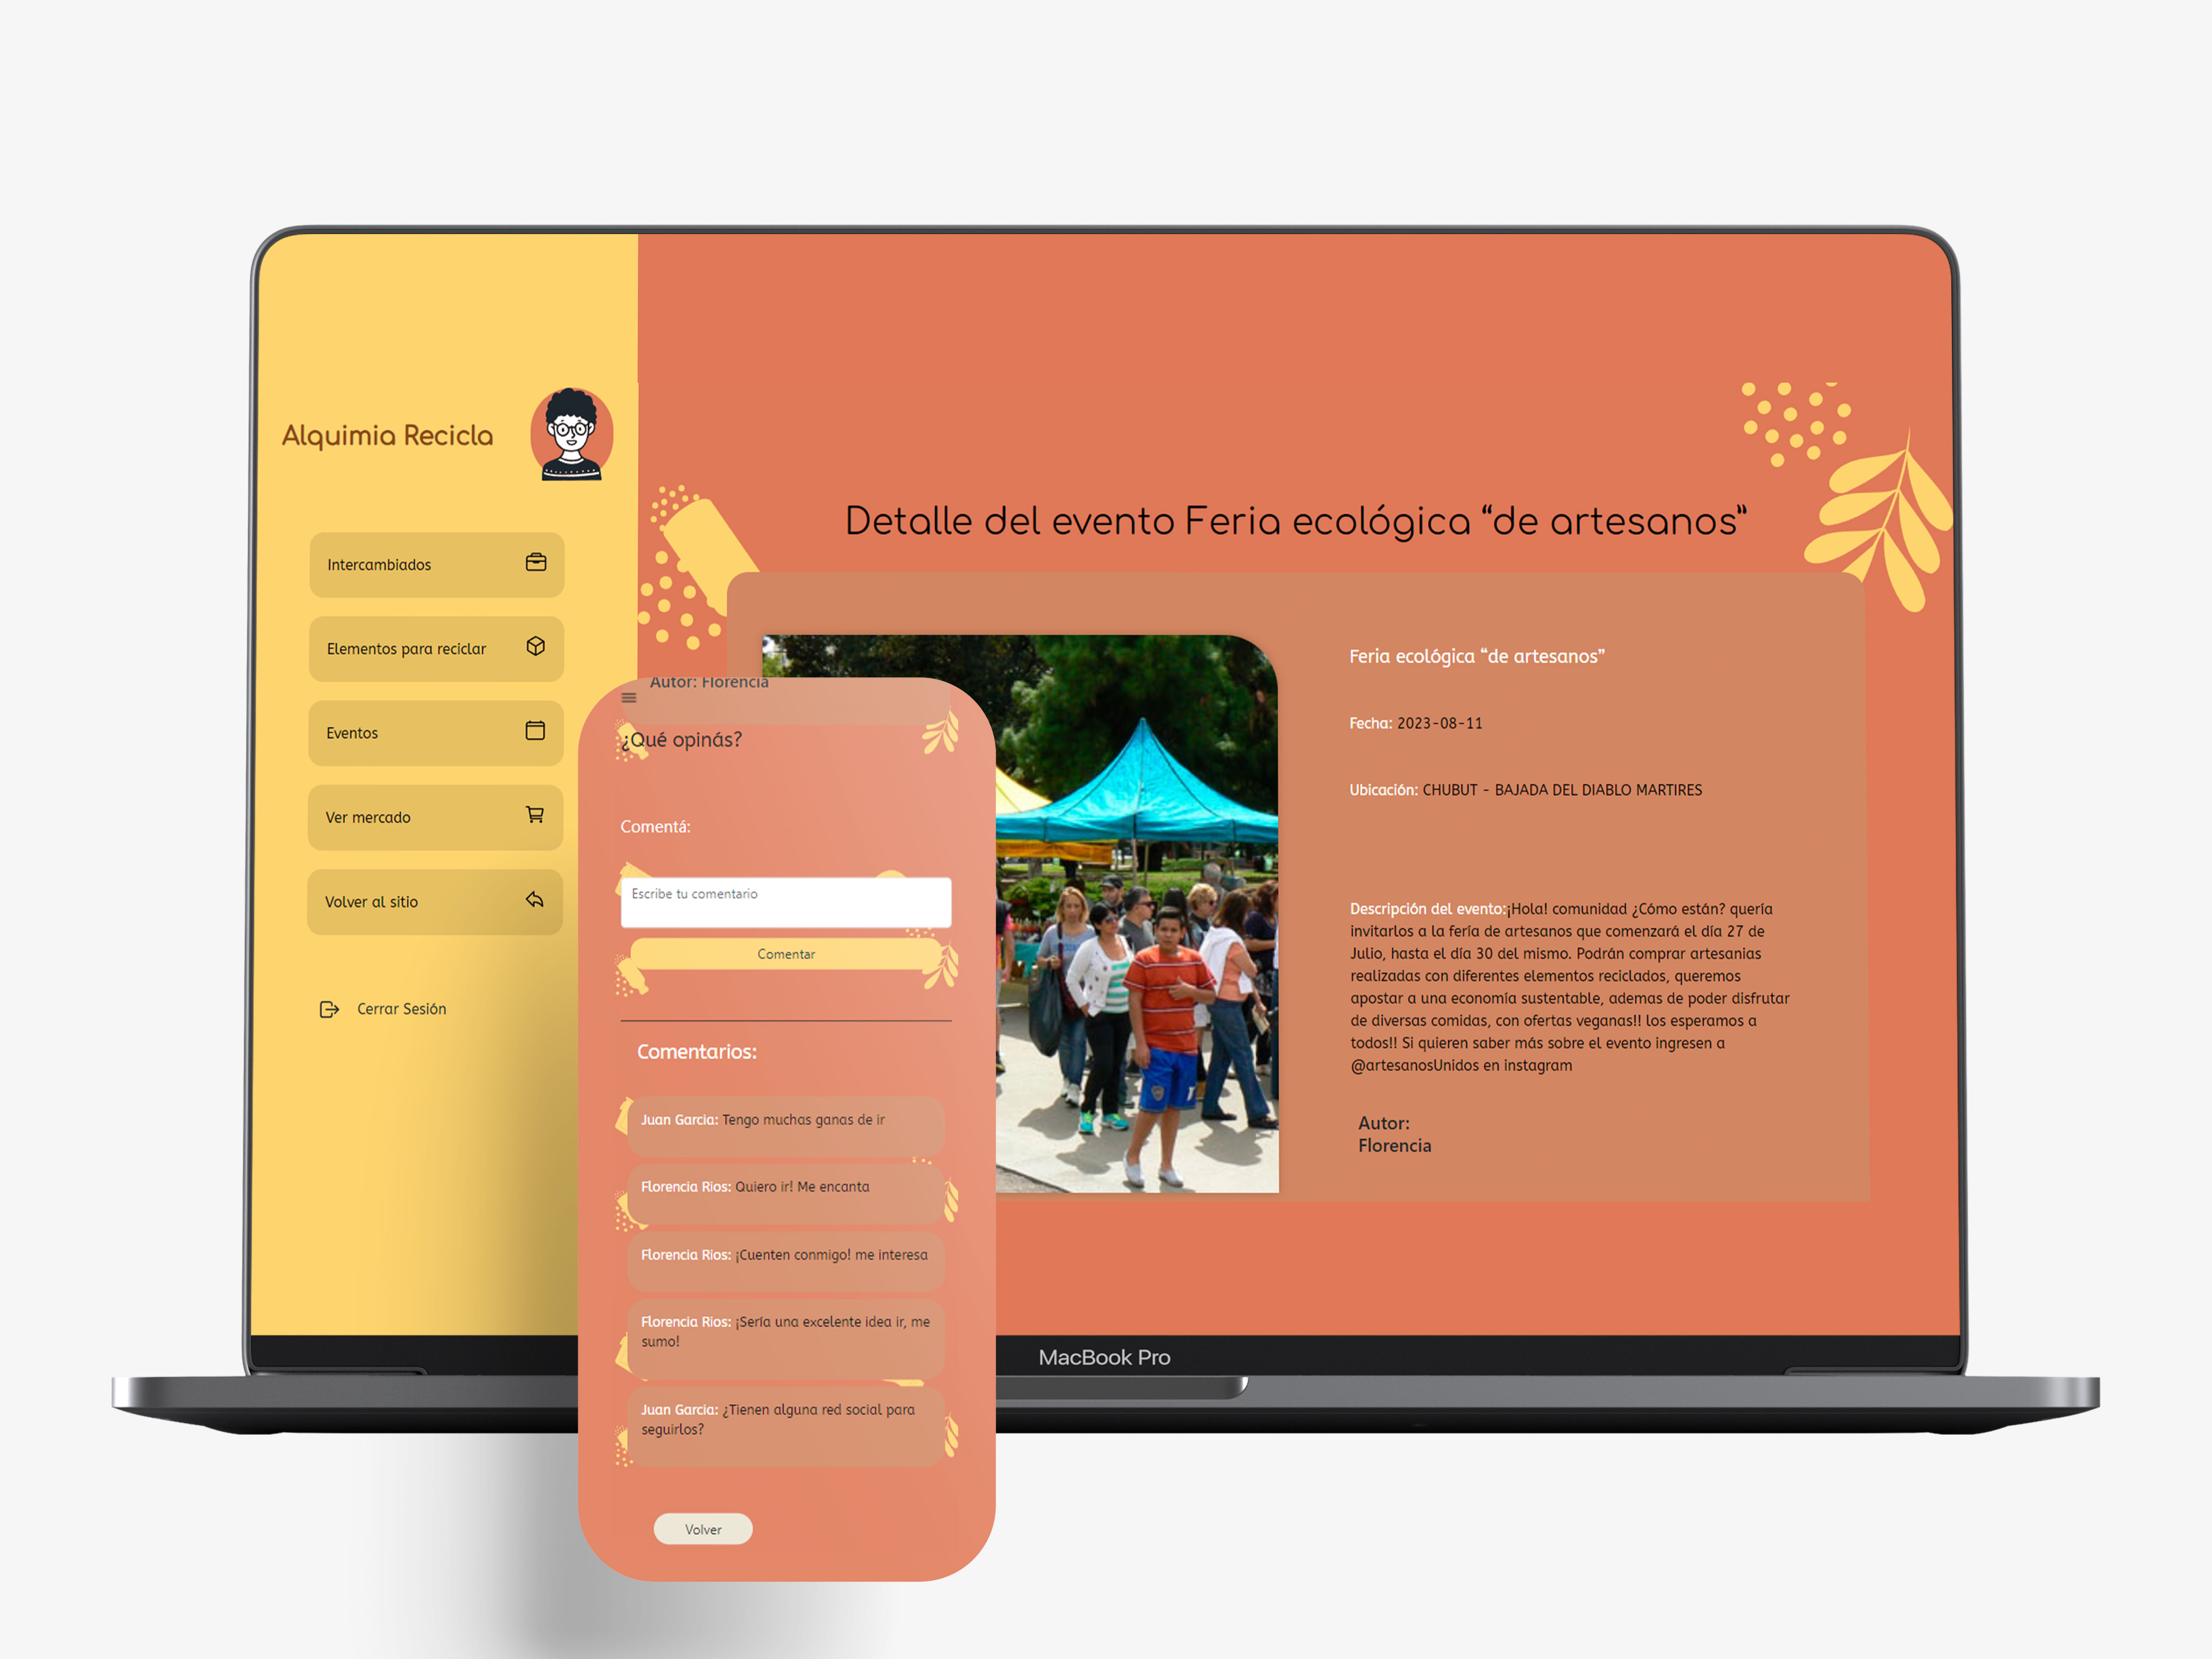 Alquimia Recicla
Intercambiados
Elementos para reciclar
Eventos
Ver mercado
Volver al sitio
Cerrar Sesión
Detalle del evento Feria ecológica “de artesanos”
Feria ecológica “de artesanos”
Fecha: 2023-08-11
Ubicación: CHUBUT - BAJADA DEL DIABLO MARTIRES
Descripción del evento:¡Hola! comunidad ¿Cómo están? quería
invitarlos a la fería de artesanos que comenzará el día 27 de
Julio, hasta el día 30 del mismo. Podrán comprar artesanias
realizadas con diferentes elementos reciclados, queremos
apostar a una economía sustentable, ademas de poder disfrutar
de diversas comidas, con ofertas veganas!! los esperamos a
todos!! Si quieren saber más sobre el evento ingresen a
@artesanosUnidos en instagram
Autor:
Florencia
Autor: Florencia
¿Qué opinás?
Comentá:
Escribe tu comentario
Comentar
Comentarios:
Juan Garcia: Tengo muchas ganas de ir
Florencia Rios: Quiero ir! Me encanta
Florencia Rios: ¡Cuenten conmigo! me interesa
Florencia Rios: ¡Sería una excelente idea ir, me
sumo!
Juan Garcia: ¿Tienen alguna red social para
seguirlos?
Volver
MacBook Pro